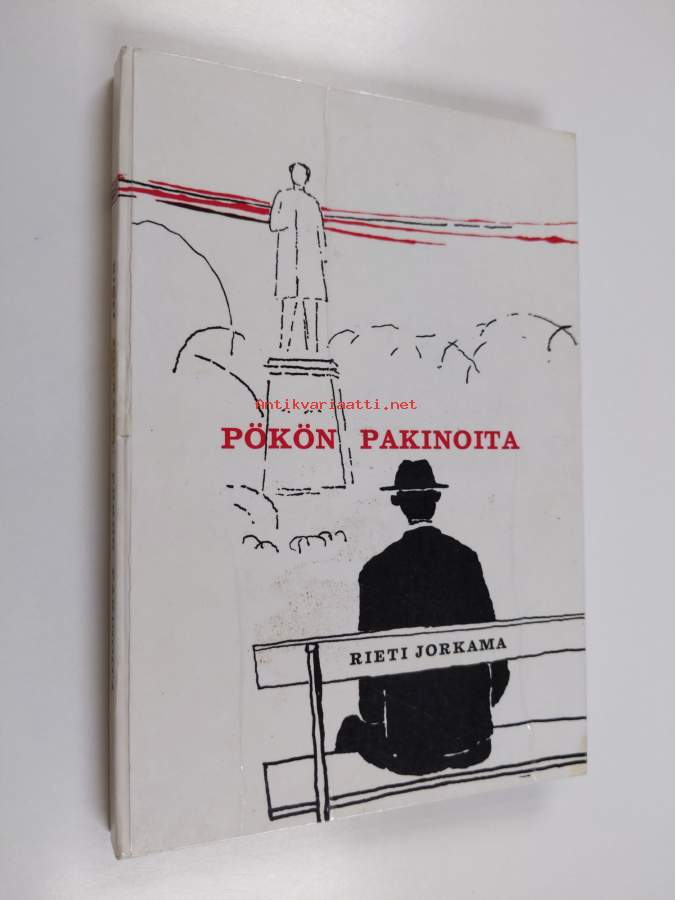 Antikvariaatti.net
PÖKÖN PAKINOITA
RIETI JORKAMA